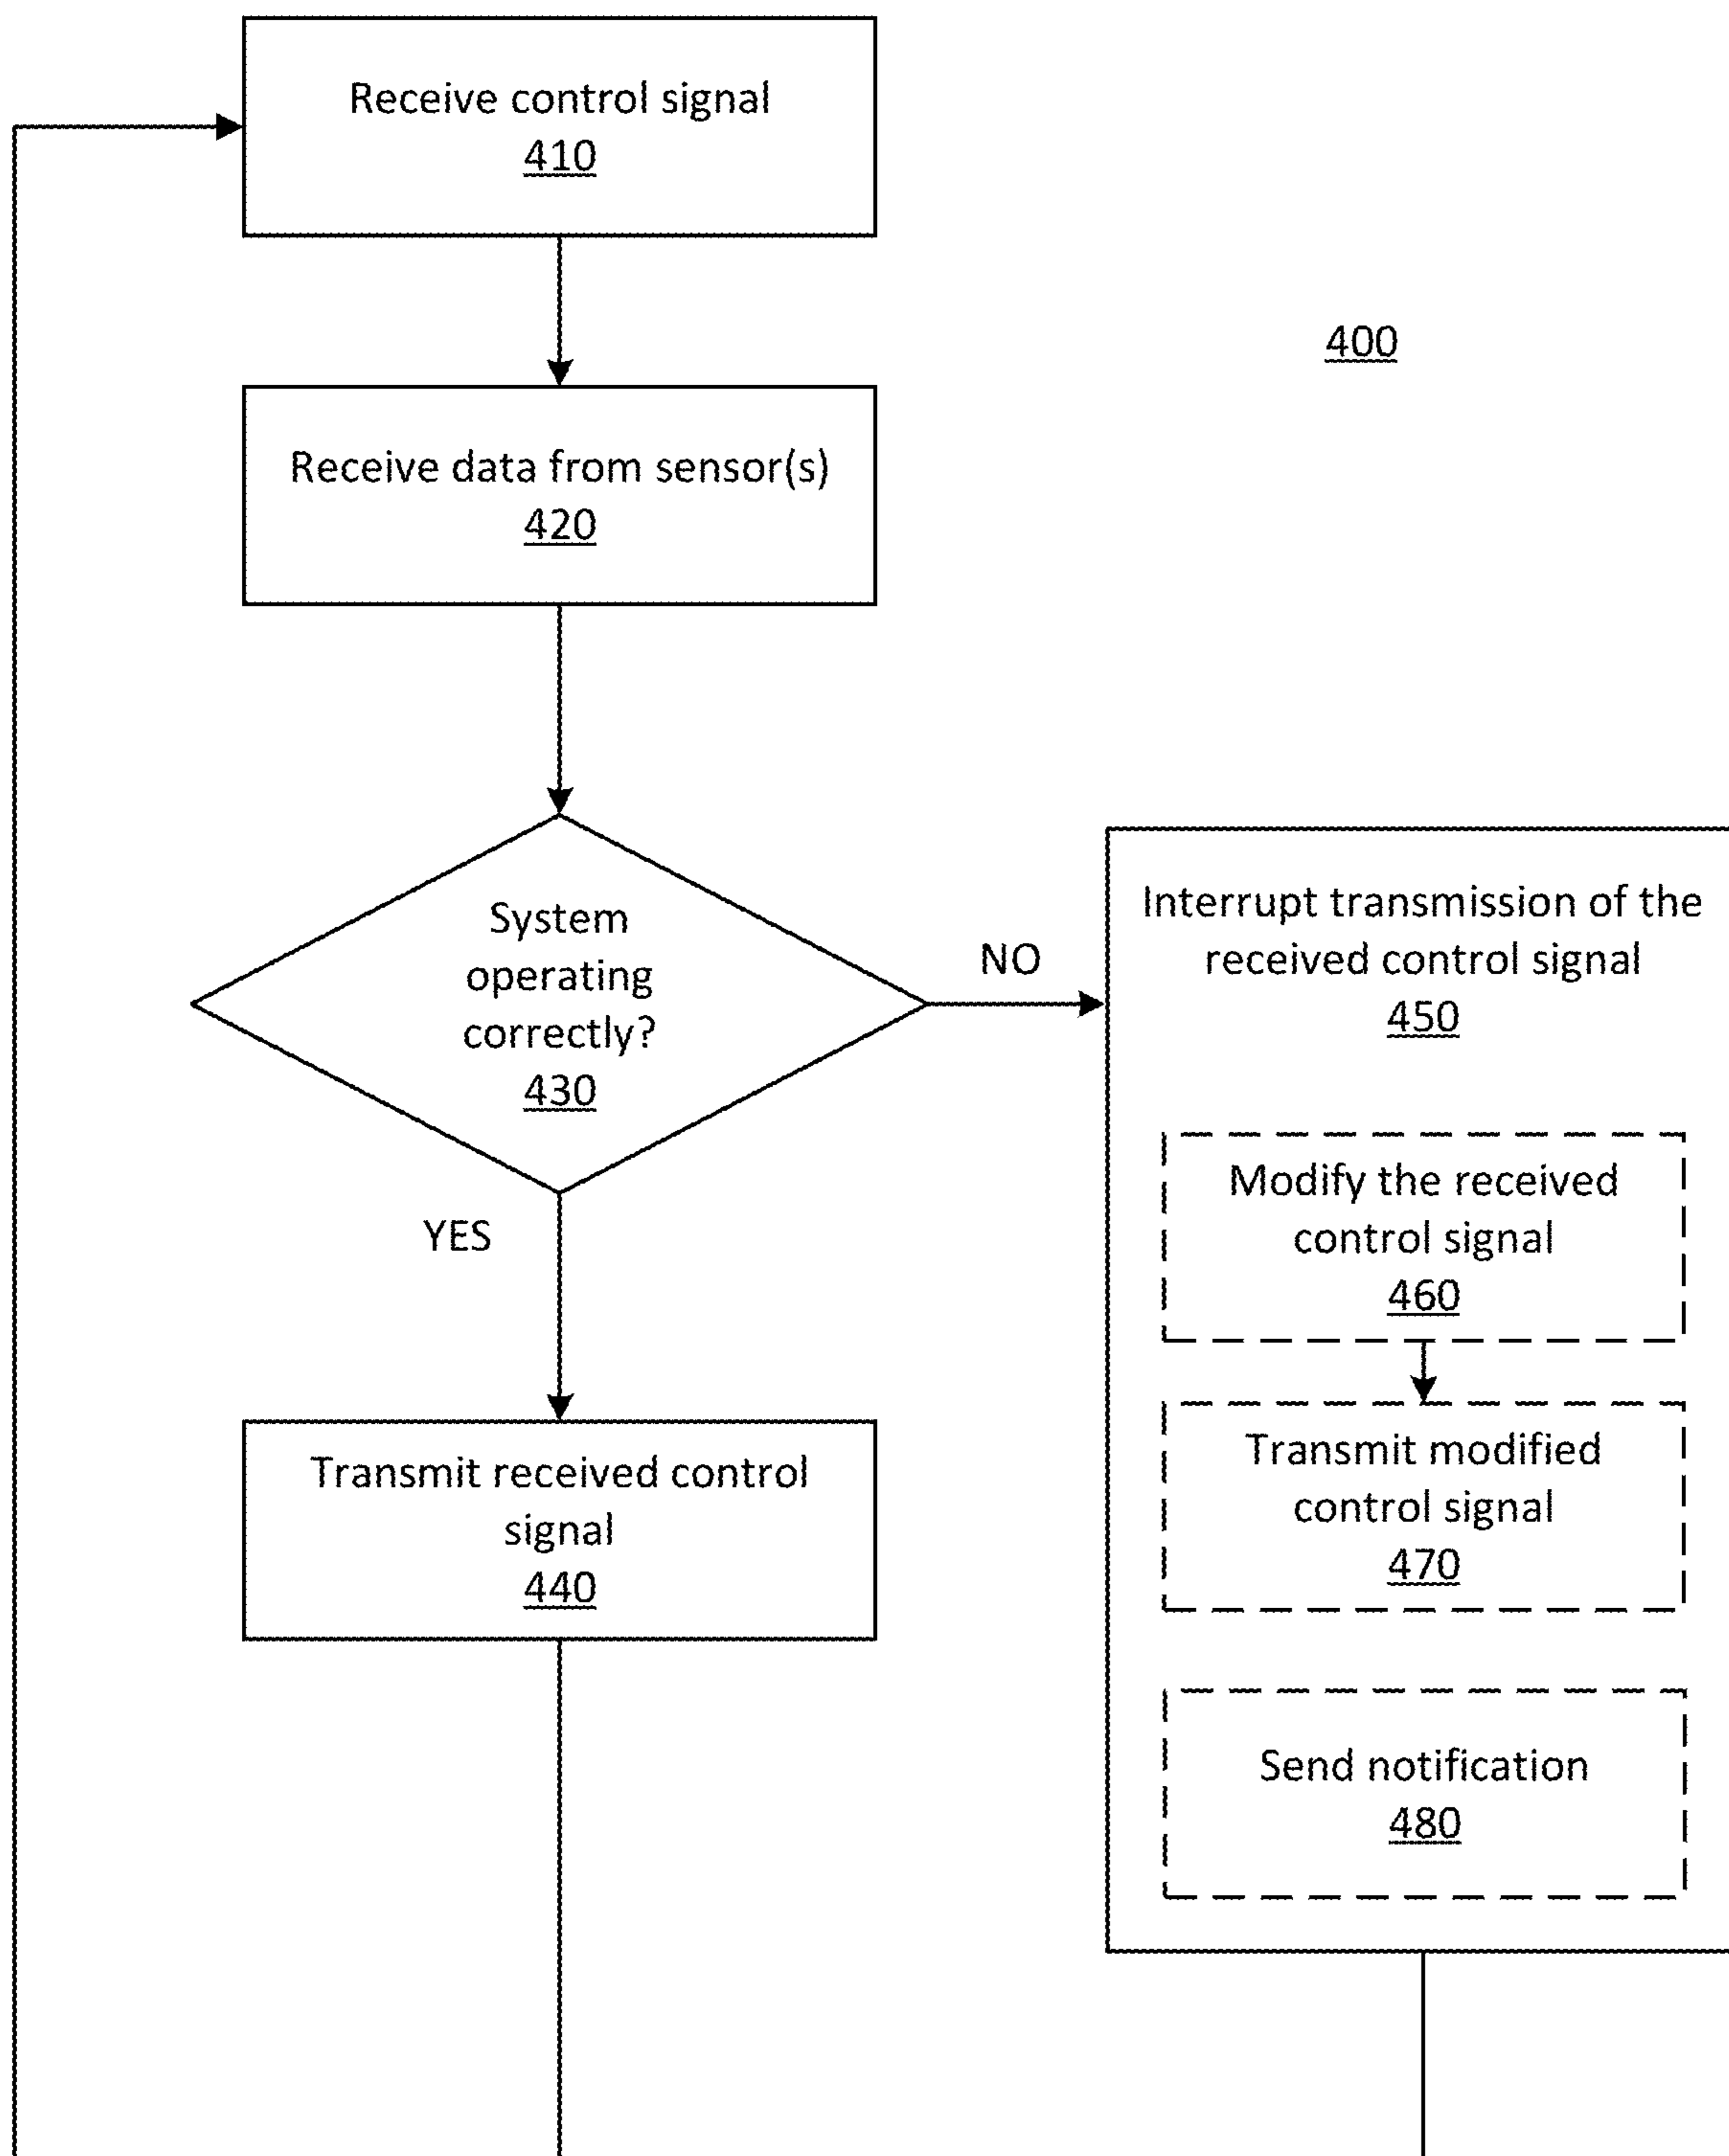 Receive control signal
410
400
Receive data from sensor(s)
420
System
operating
correctly?
430
NO
YES
Interrupt transmission of the
received control signal
450
Modify the received
control signal
460
Transmit modified
control signal
470
Send notification
480
Transmit received control
signal
440